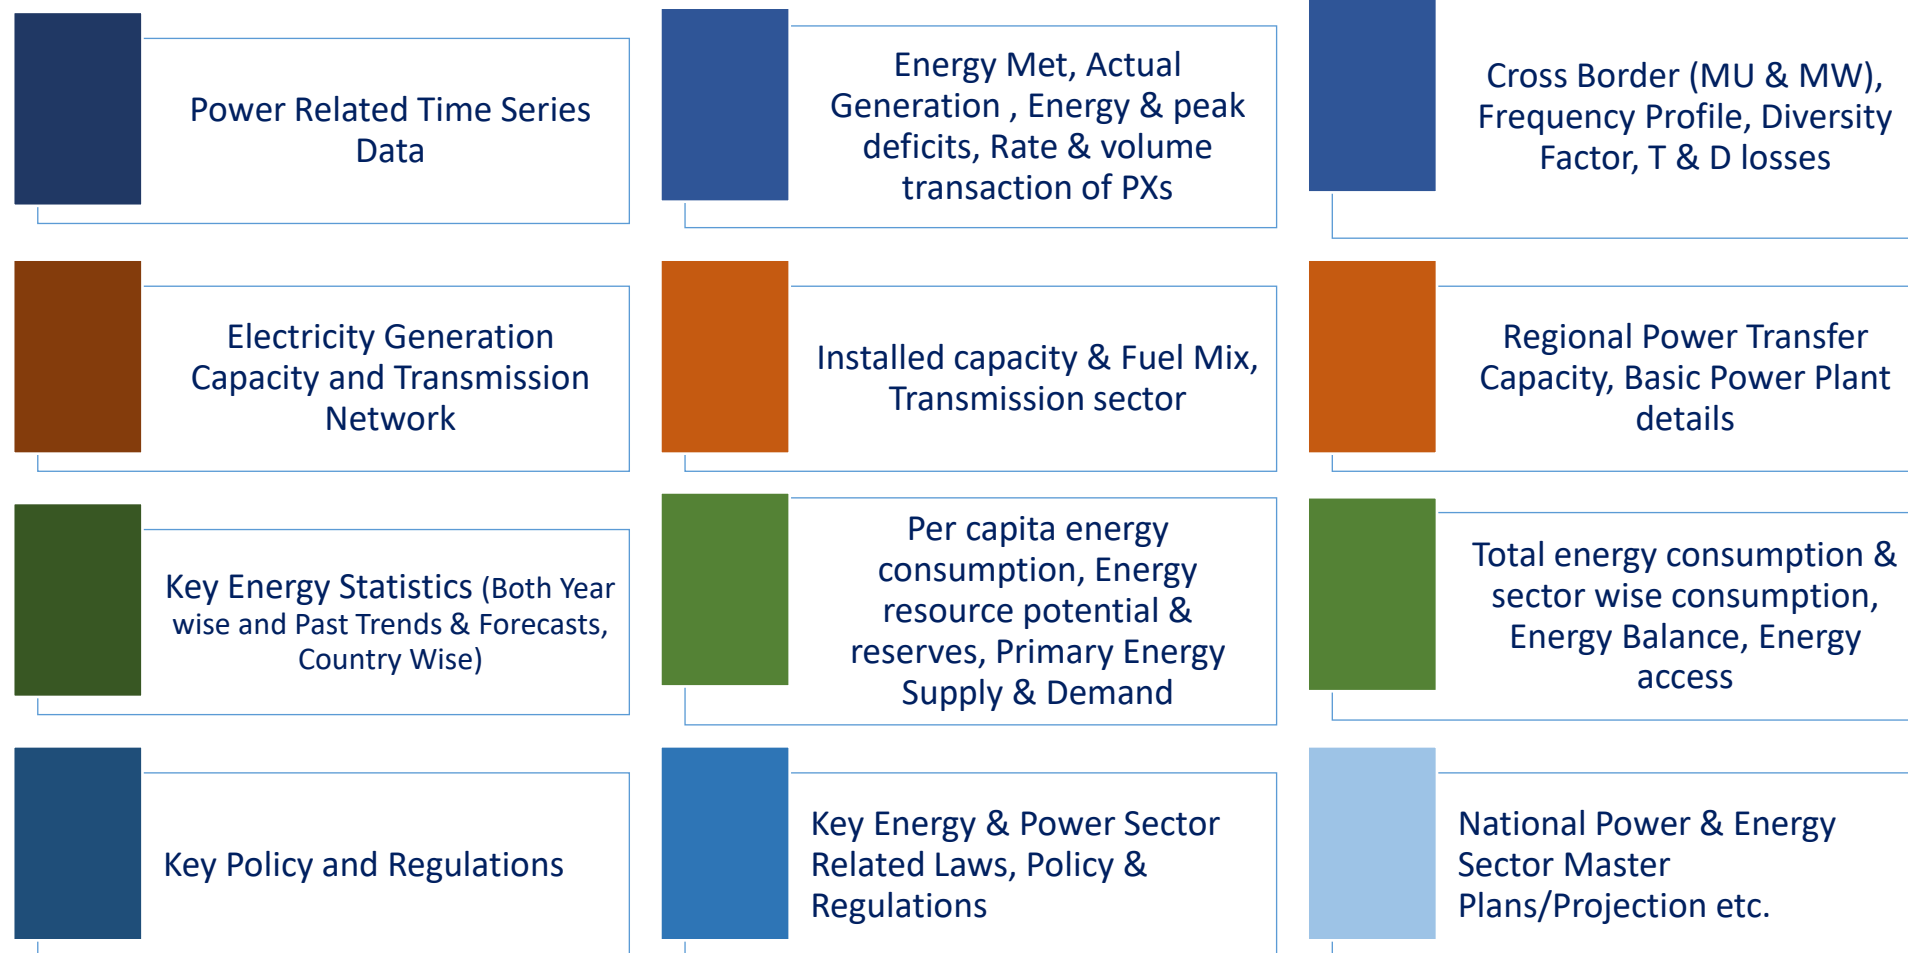 Power Related Time Series
Data
Energy Met, Actual
Generation , Energy & peak
deficits, Rate & volume
transaction of PXs
Cross Border (MU & MW),
Frequency Profile, Diversity
Factor, T & D losses
Electricity Generation
Capacity and Transmission
Network
Installed capacity & Fuel Mix,
Transmission sector
Regional Power Transfer
Capacity, Basic Power Plant
details
Key Energy Statistics (Both Year
wise and Past Trends & Forecasts,
Country Wise)
Per capita energy
consumption, Energy
resource potential &
reserves, Primary Energy
Supply & Demand
Total energy consumption &
sector wise consumption,
Energy Balance, Energy
access
Key Policy and Regulations
Key Energy & Power Sector
Related Laws, Policy &
Regulations
National Power & Energy
Sector Master
Plans/Projection etc.